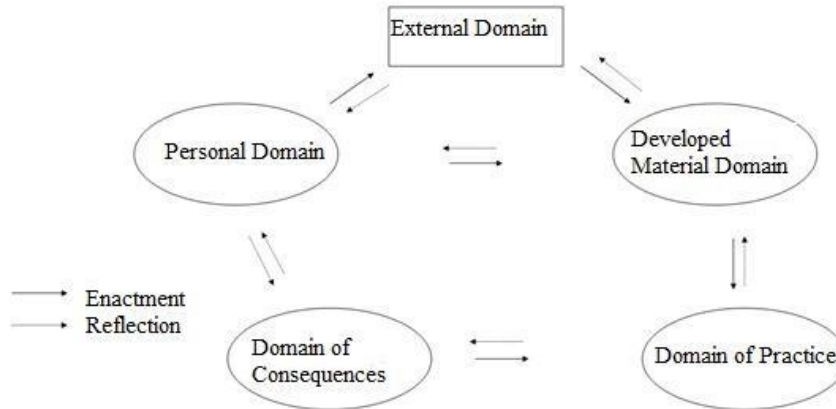 External Domain
Personal Domain
Developed
Material Domain
Enactment
Reflection
Domain of
Consequences
Domain of Practice